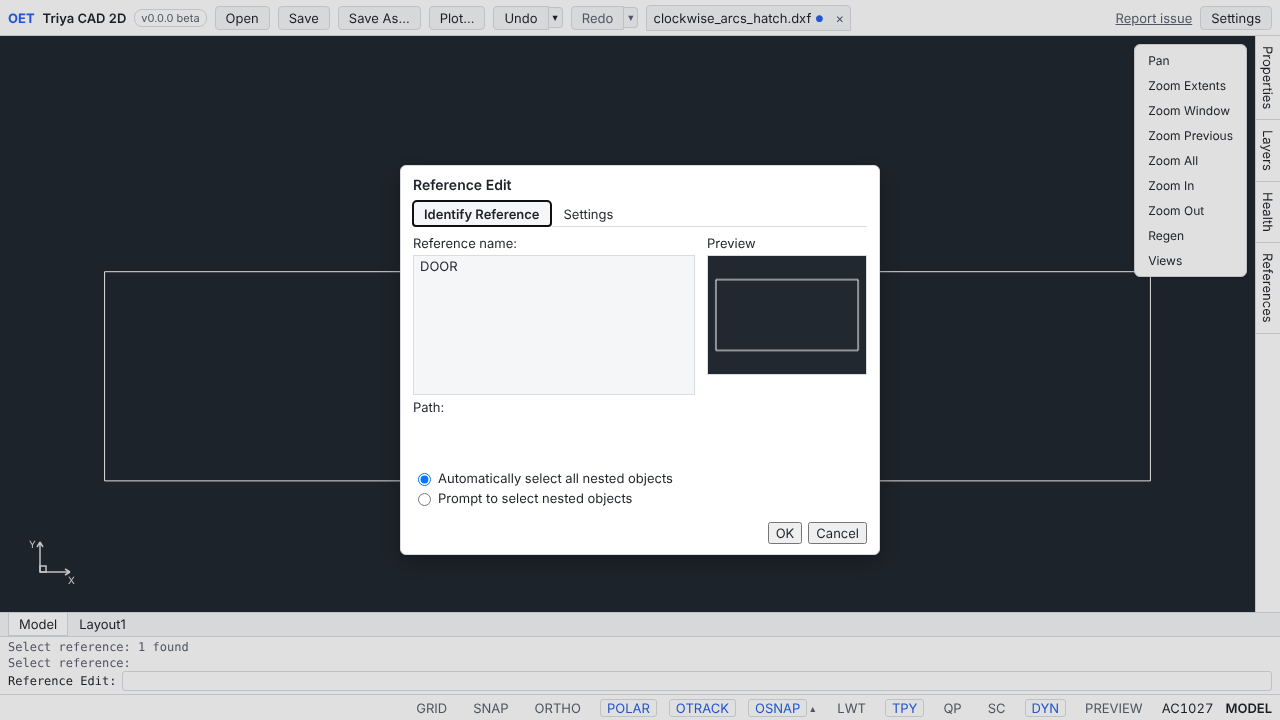 OET Triya CAD 2D v0.0.0 beta Open Save Save As... Plot... Undo ▾ Redo ▾ clockwise_arcs_hatch.dxf ● × Report issue Settings
Pan
Zoom Extents
Zoom Window
Zoom Previous
Zoom All
Zoom In
Zoom Out
Regen
Views
Properties
Layers
Health
References
Reference Edit
Identify Reference Settings
Reference name: Preview
DOOR
Path:
Automatically select all nested objects
Prompt to select nested objects
OK Cancel
Y
X
Model Layout1
Select reference: 1 found
Select reference:
Reference Edit:
GRID SNAP ORTHO POLAR OTRACK OSNAP ▴ LWT TPY QP SC DYN PREVIEW AC1027 MODEL